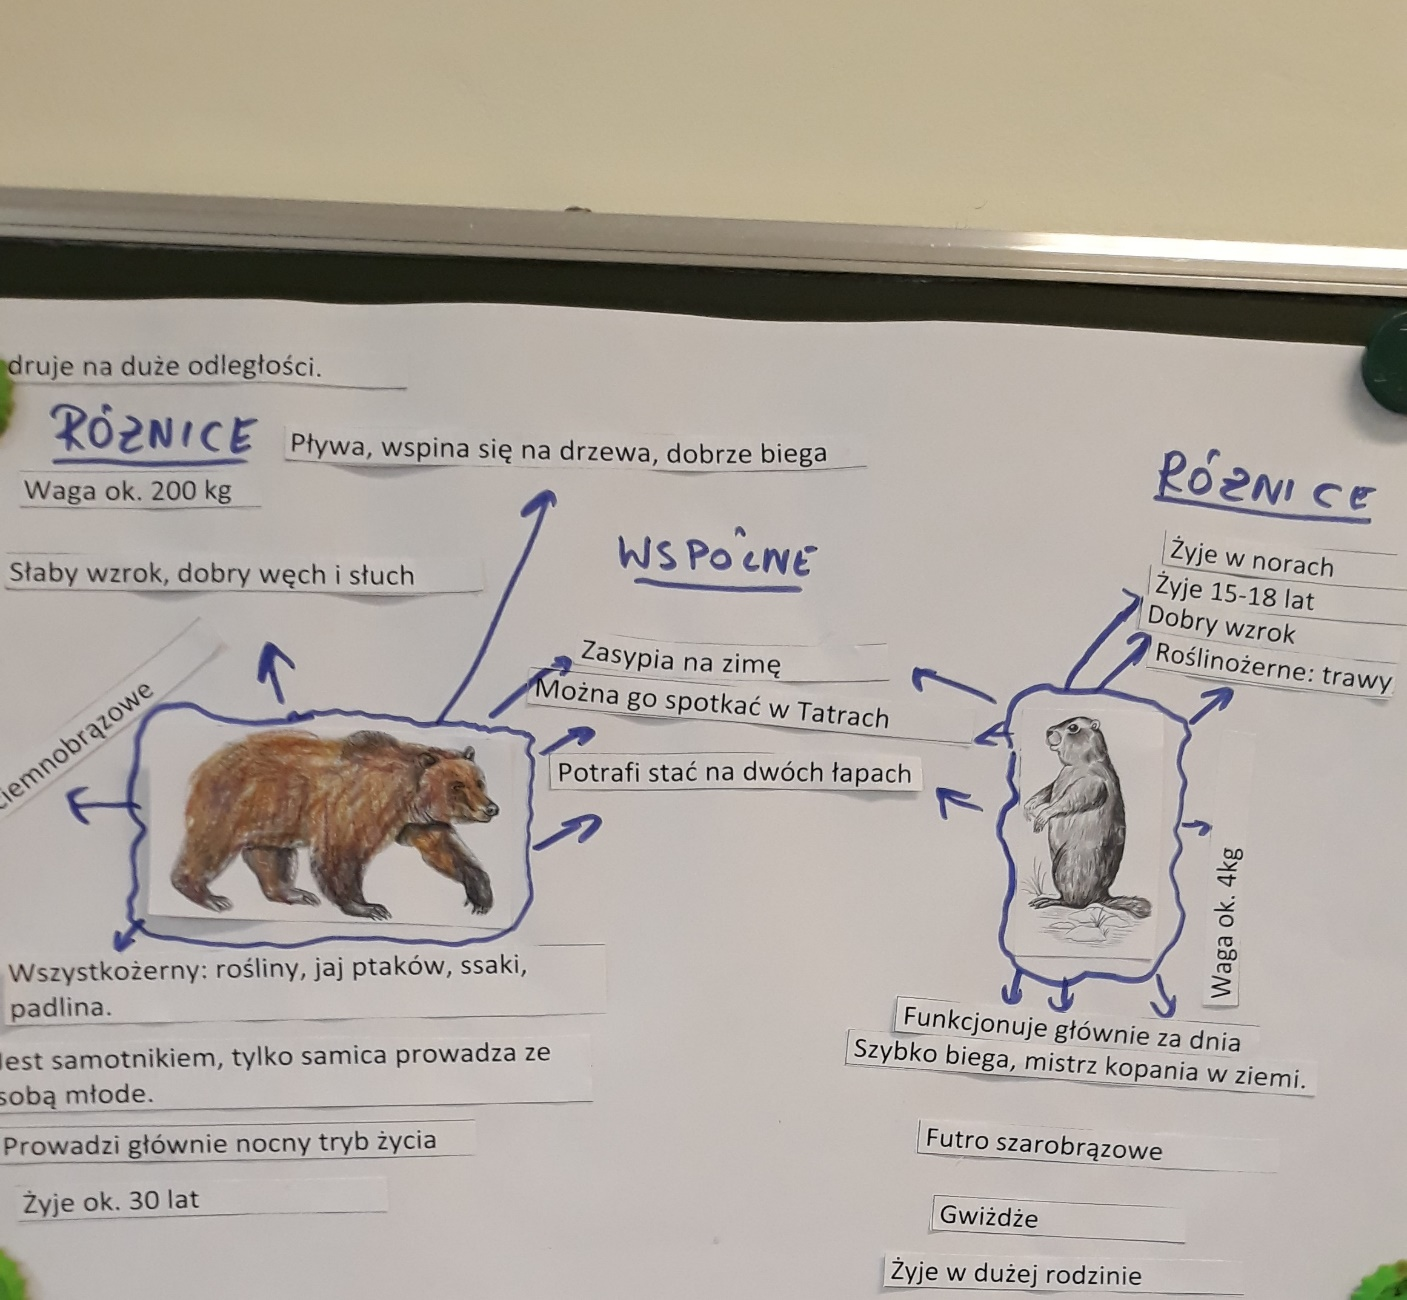 druje na duże odległości.
RÓŻNICE
Pływa, wspina się na drzewa, dobrze biega
Waga ok. 200 kg
Słaby wzrok, dobry węch i słuch
ciemnobrązowe
Wszystkożerny: rośliny, jaj ptaków, ssaki,
padlina.
Jest samotnikiem, tylko samica prowadza ze
sobą młode.
Prowadzi głównie nocny tryb życia
Żyje ok. 30 lat
WSPÓLNE
Zasypia na zimę
Można go spotkać w Tatrach
Potrafi stać na dwóch łapach
RÓŻNICE
Żyje w norach
Żyje 15-18 lat
Dobry wzrok
Roślinożerne: trawy
Waga ok. 4kg
Funkcjonuje głównie za dnia
Szybko biega, mistrz kopania w ziemi.
Futro szarobrązowe
Gwiżdże
Żyje w dużej rodzinie